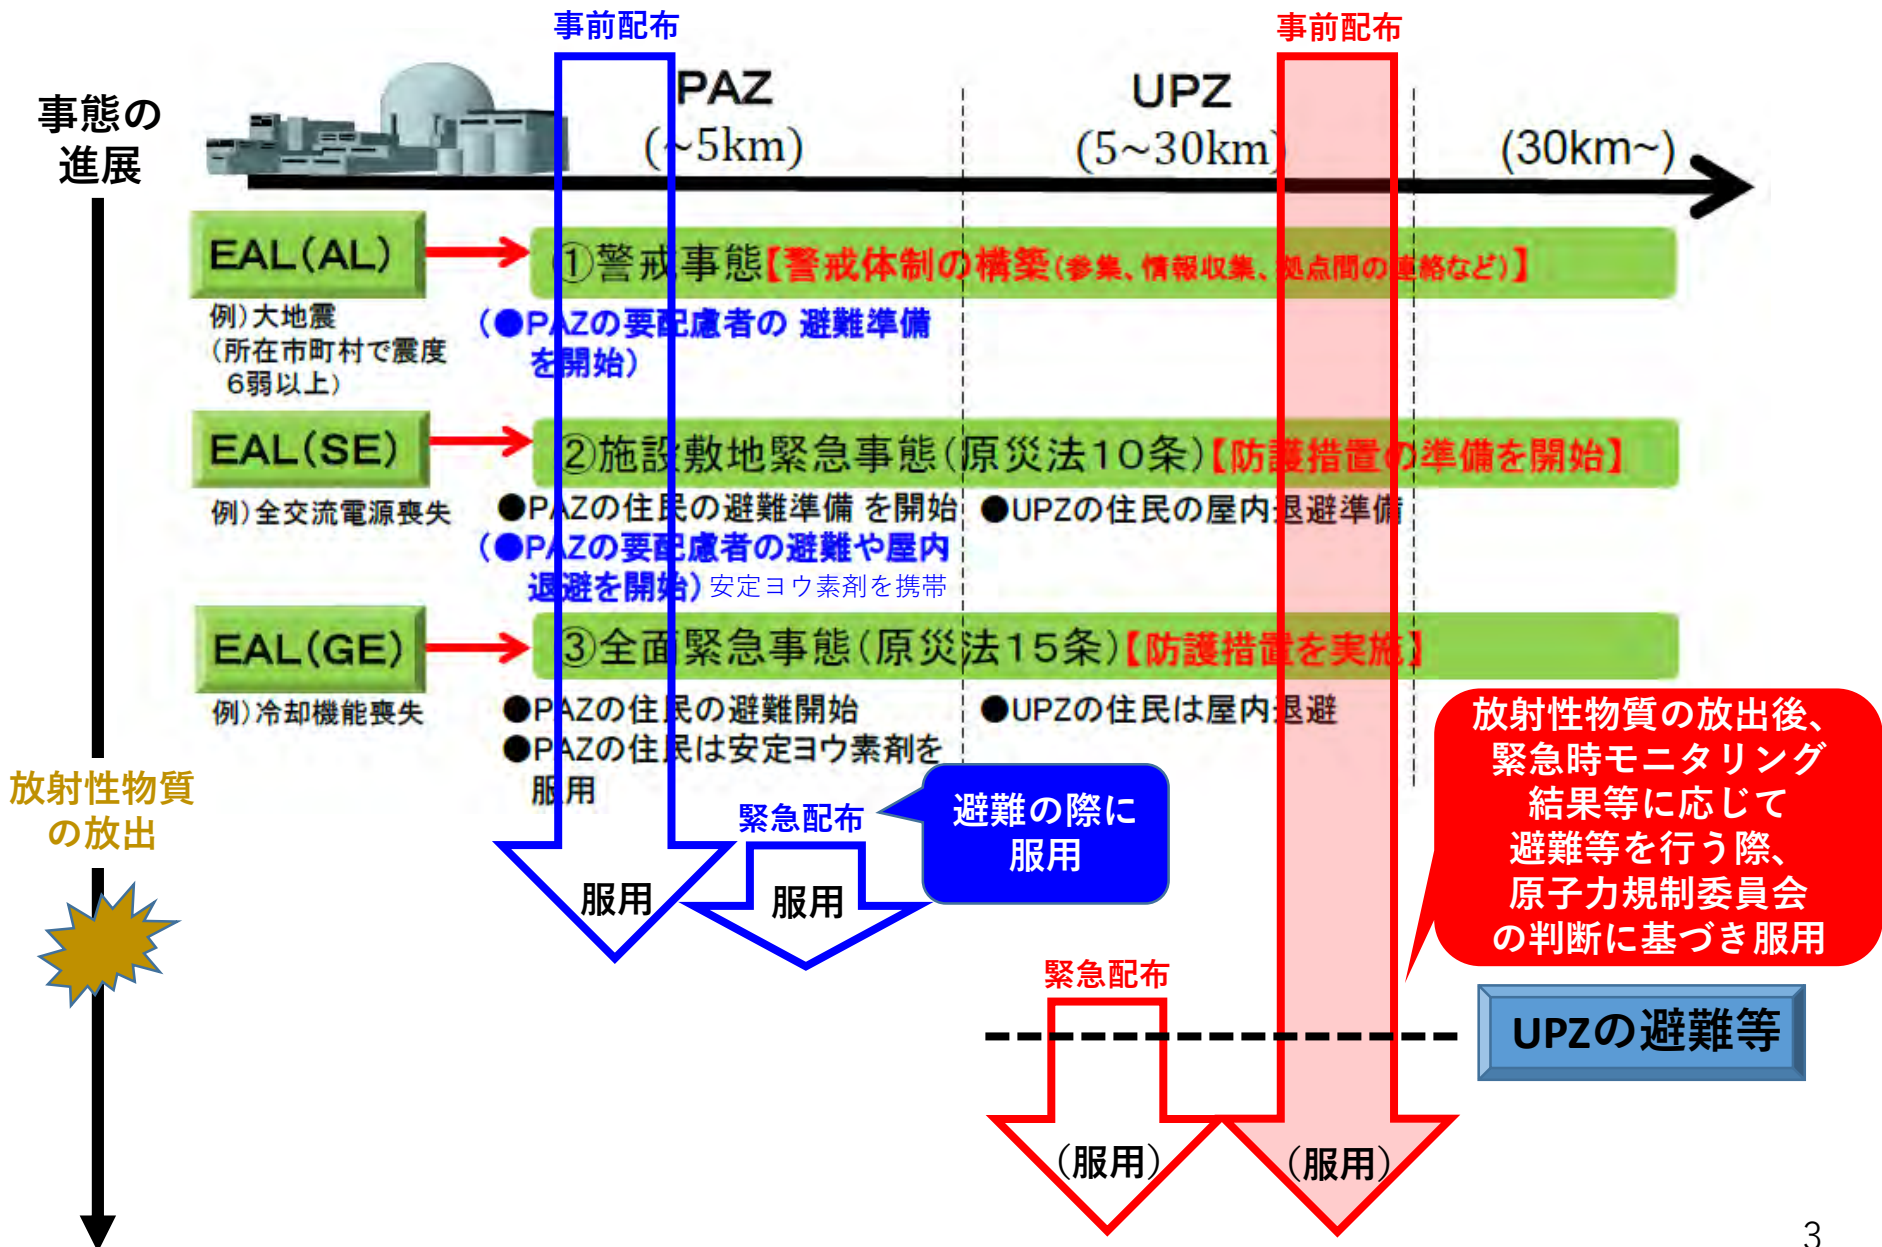 事前配布
事前配布
事態の
進展
PAZ
(~5km)
UPZ
(5~30km)
(30km~)
EAL(AL)
①警戒事態【警戒体制の構築(参集、情報収集、拠点間の連絡など)】
例)大地震
(所在市町村で震度
6弱以上)
(●PAZの要配慮者の 避難準備
を開始)
EAL(SE)
②施設敷地緊急事態(原災法10条)【防護措置の準備を開始】
例)全交流電源喪失
●PAZの住民の避難準備 を開始
●UPZの住民の屋内退避準備
(●PAZの要配慮者の避難や屋内
退避を開始)安定ヨウ素剤を携帯
EAL(GE)
③全面緊急事態(原災法15条)【防護措置を実施】
例)冷却機能喪失
●PAZの住民の避難開始
●PAZの住民は安定ヨウ素剤を
服用
●UPZの住民は屋内退避
放射性物質
の放出
緊急配布
避難の際に
服用
服用
服用
放射性物質の放出後、
緊急時モニタリング
結果等に応じて
避難等を行う際、
原子力規制委員会
の判断に基づき服用
緊急配布
UPZの避難等
(服用)
(服用)
3